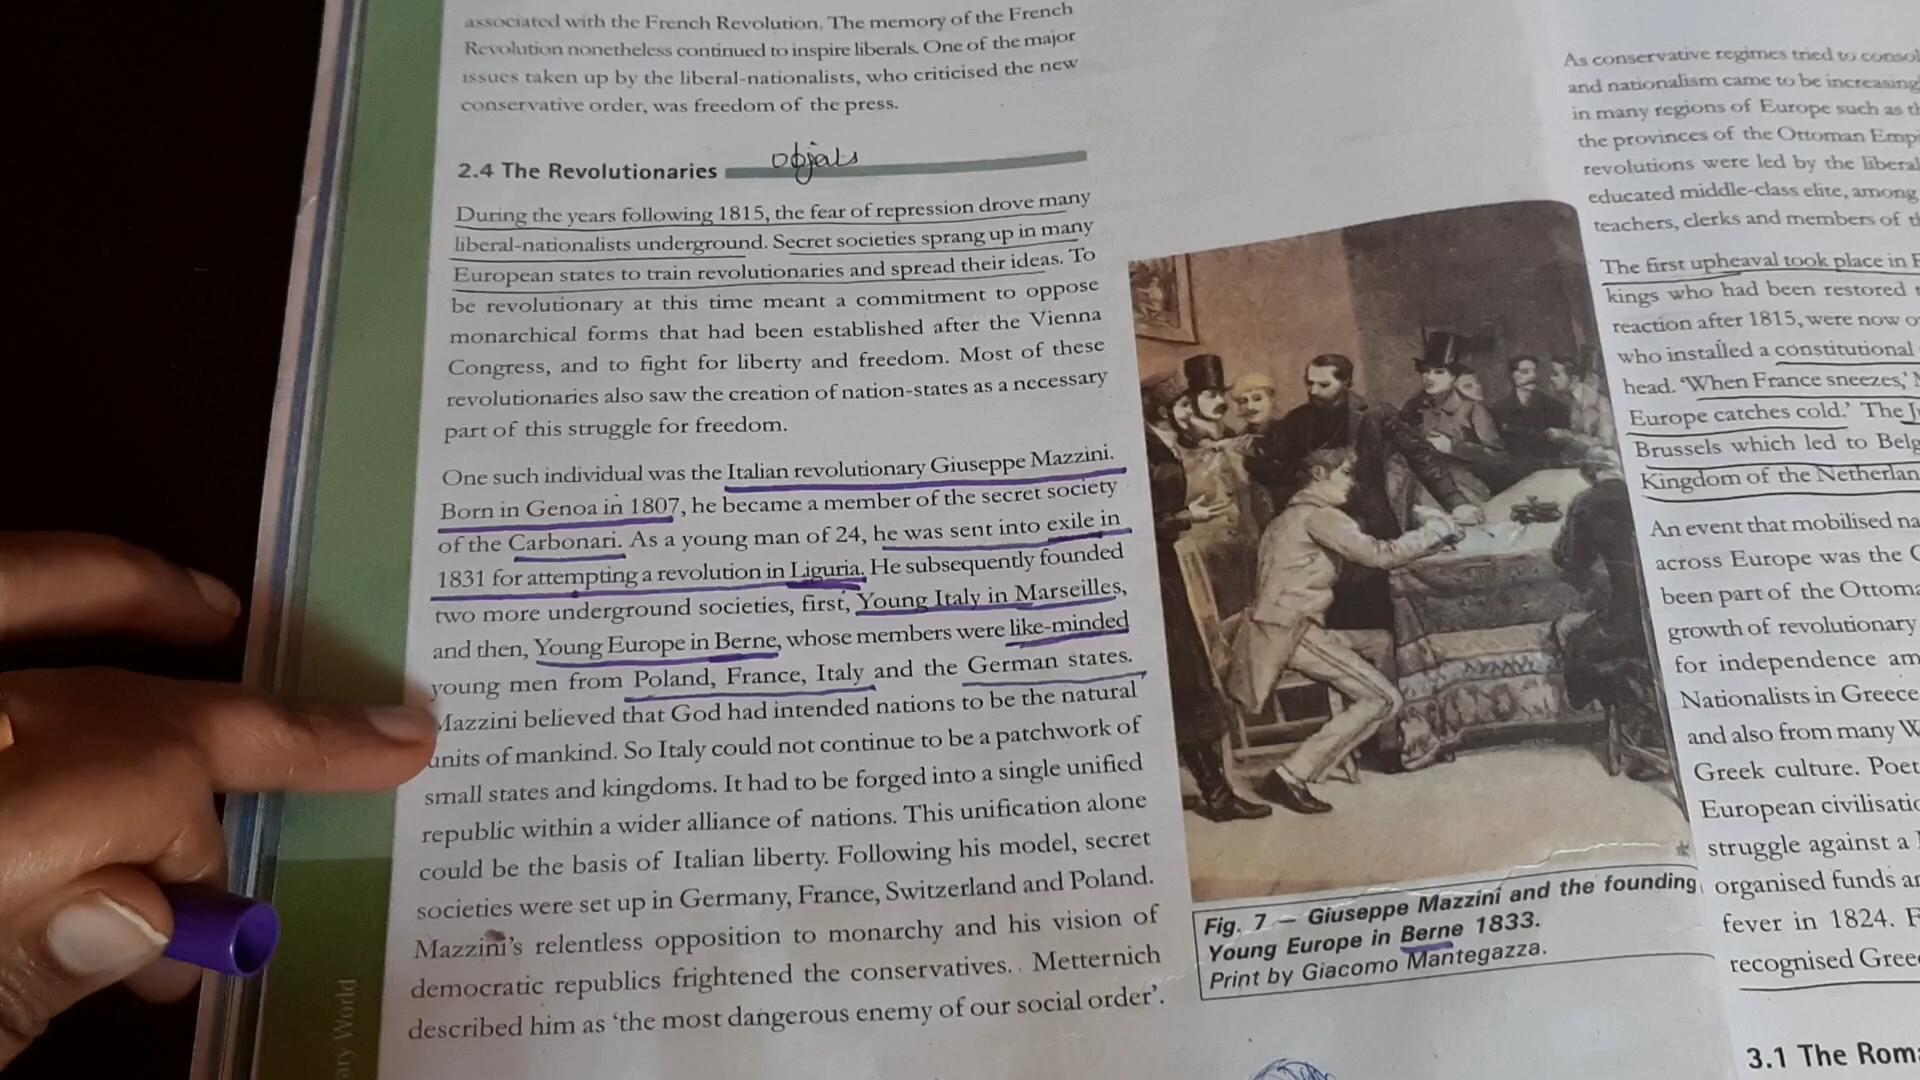 associated with the French Revolution. The memory of the French
Revolution nonetheless continued to inspire liberals. One of the major
issues taken up by the liberal-nationalists, who criticised the new
conservative order, was freedom of the press.
2.4 The Revolutionaries
During the years following 1815, the fear of repression drove many
liberal-nationalists underground. Secret societies sprang up in many
European states to train revolutionaries and spread their ideas. To
be revolutionary at this time meant a commitment to oppose
monarchical forms that had been established after the Vienna
Congress, and to fight for liberty and freedom. Most of these
revolutionaries also saw the creation of nation-states as a necessary
part of this struggle for freedom.
One such individual was the Italian revolutionary Giuseppe Mazzini.
Born in Genoa in 1807, he became a member of the secret society
of the Carbonari. As a young man of 24, he was sent into exile in
1831 for attempting a revolution in Liguria. He subsequently founded
two more underground societies, first, Young Italy in Marseilles,
and then, Young Europe in Berne, whose members were like-minded
young men from Poland, France, Italy and the German states.
Mazzini believed that God had intended nations to be the natural
units of mankind. So Italy could not continue to be a patchwork of
small states and kingdoms. It had to be forged into a single unified
republic within a wider alliance of nations. This unification alone
could be the basis of Italian liberty. Following his model, secret
societies were set up in Germany, France, Switzerland and Poland.
Mazzini's relentless opposition to monarchy and his vision of
democratic republics frightened the conservatives. Metternich
described him as 'the most dangerous enemy of our social order'.
Fig. 7 — Giuseppe Mazzini and the founding
Young Europe in Berne 1833.
Print by Giacomo Mantegazza.
As conservative regimes tried to
and nationalism came to be
in many regions of Europe such as
the provinces of the Ottoman
revolutions were led by the
educated middle-class elite, among
teachers, clerks and members of
The first upheaval took place in
kings who had been restored
reaction after 1815, were now
who installed a constitutional
head. 'When France sneezes,'
Europe catches cold.' The
Brussels which led to
Kingdom of the
An event that mobilised
across Europe was the
been part of the
growth of revolutionary
for independence
Nationalists in Greece
and also from many
Greek culture.
European
struggle against a
organised funds
fever in 1824.
recognised
3.1 The
World